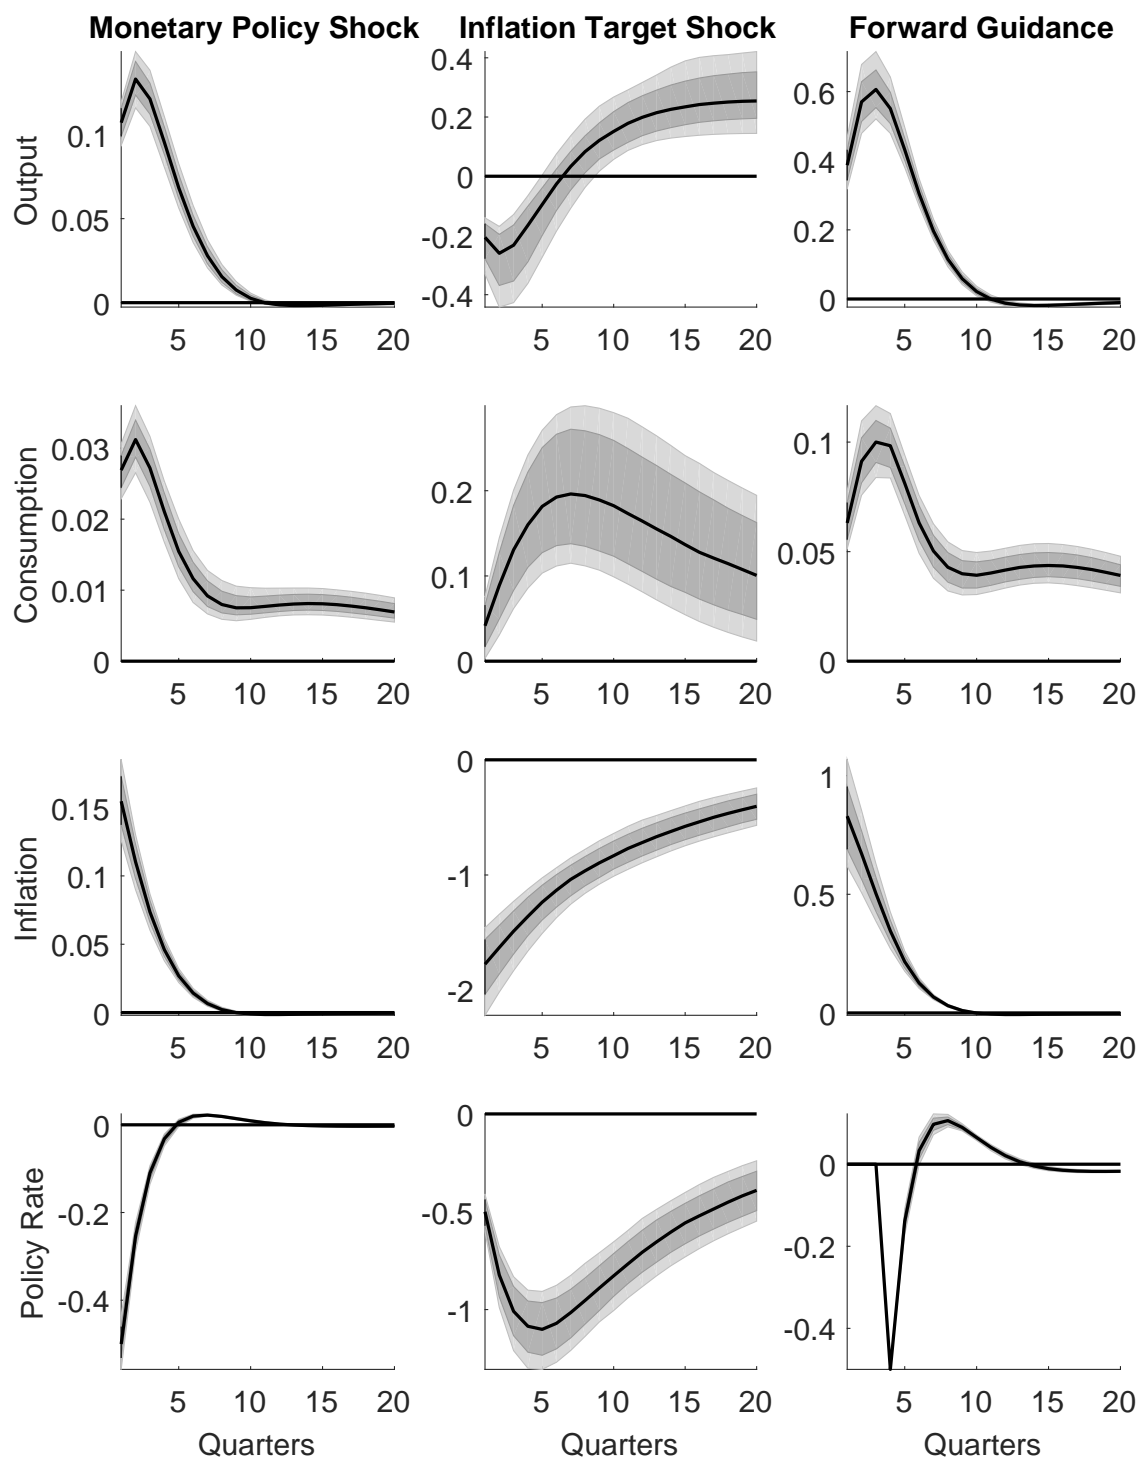 Monetary Policy Shock
Inflation Target Shock
Forward Guidance
Output
0.1
0.05
0
5 10 15 20
0.4
0.2
0
-0.2
-0.4
5 10 15 20
0.6
0.4
0.2
0
5 10 15 20
Consumption
0.03
0.02
0.01
0
5 10 15 20
0.2
0.1
0
5 10 15 20
0.1
0.05
0
5 10 15 20
Inflation
0.15
0.1
0.05
0
5 10 15 20
0
-1
-2
5 10 15 20
1
0.5
0
5 10 15 20
Policy Rate
0
-0.2
-0.4
5 10 15 20
Quarters
0
-0.5
-1
5 10 15 20
Quarters
0
-0.2
-0.4
5 10 15 20
Quarters